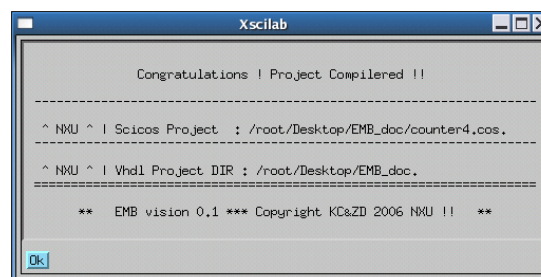 Xscilab
Congratulations ! Project Compilered !!
^ NXU ^ | Scicos Project : /root/Desktop/EMB_doc/counter4.cos.
^ NXU ^ | Vhdl Project DIR : /root/Desktop/EMB_doc.
** EMB vision 0.1 *** Copyright KC&ZD 2006 NXU !! **
Ok